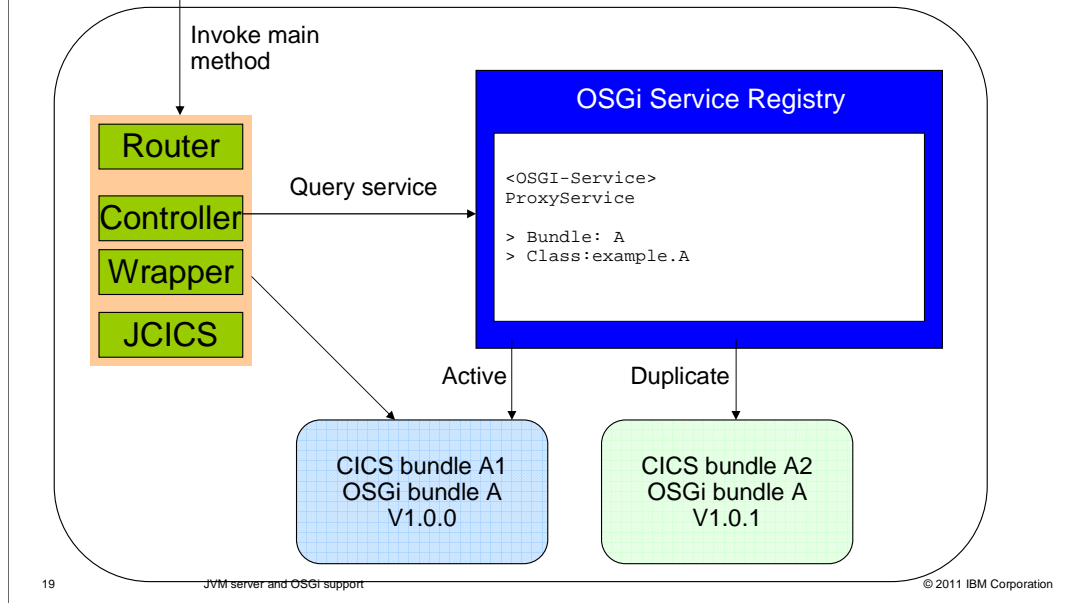 Invoke main
method
OSGi Service Registry
Router
Controller
Wrapper
JCICS
Query service
<OSGI-Service>
ProxyService
> Bundle: A
> Class:example.A
Active
Duplicate
CICS bundle A1
OSGi bundle A
V1.0.0
CICS bundle A2
OSGi bundle A
V1.0.1
19
JVM server and OSGi support
© 2011 IBM Corporation